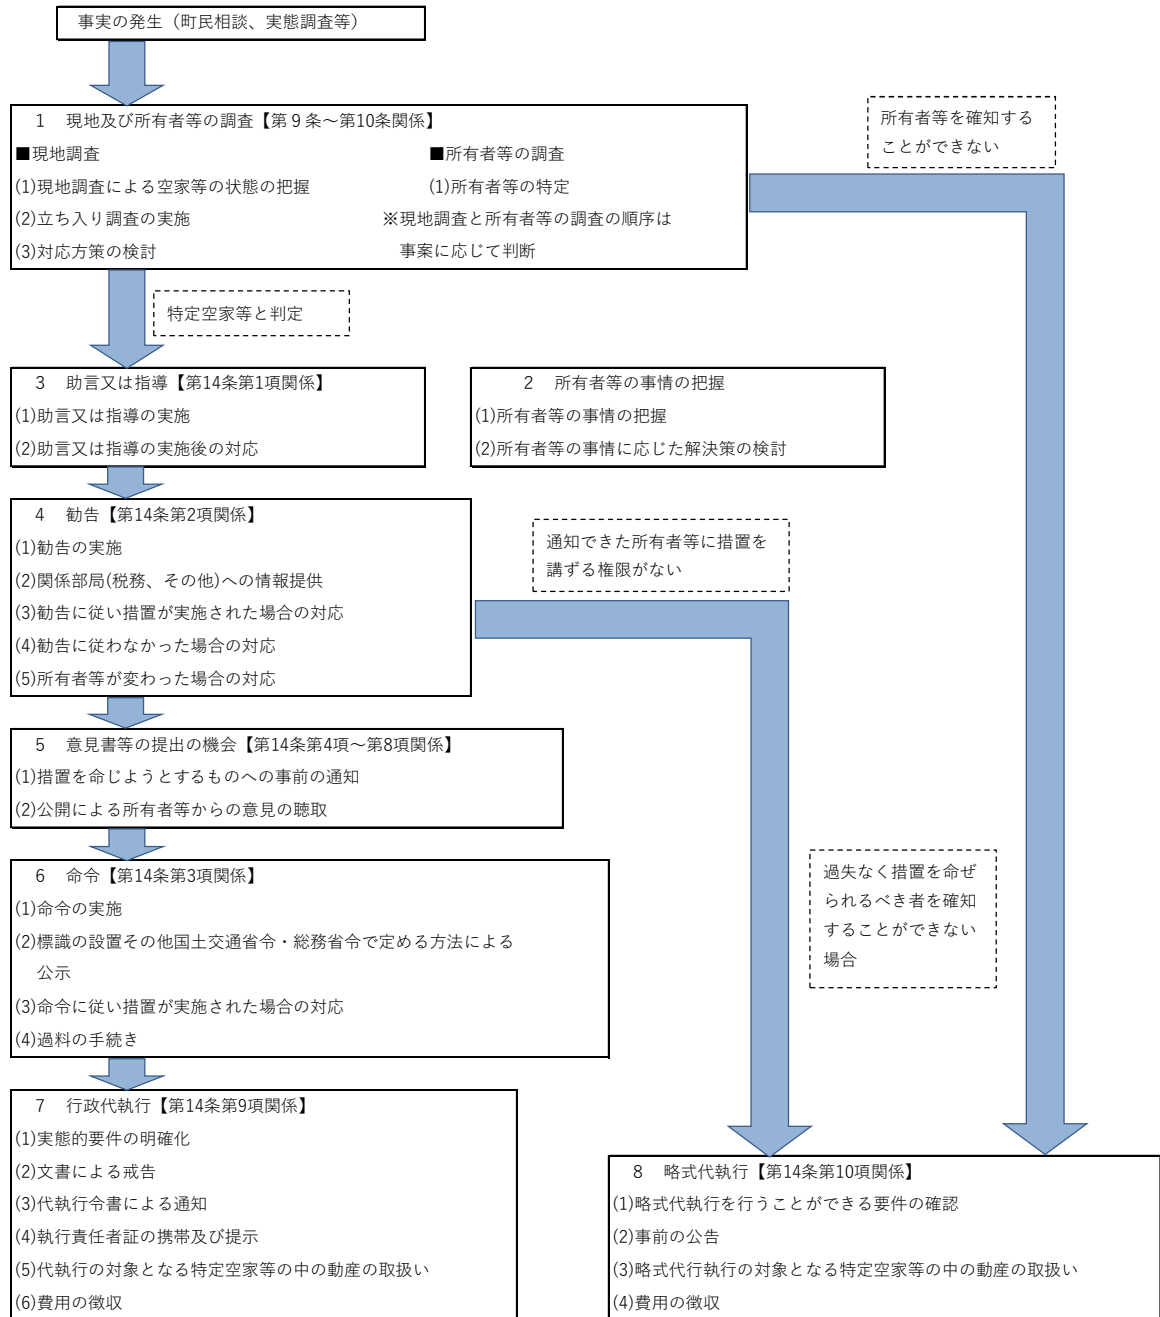 事実の発生（町民相談、実態調査等）
1　現地及び所有者等の調査【第９条～第10条関係】
■現地調査
(1)現地調査による空家等の状態の把握
(2)立ち入り調査の実施
(3)対応方策の検討
■所有者等の調査
(1)所有者等の特定
※現地調査と所有者等の調査の順序は
事案に応じて判断
所有者等を確知する
ことができない
特定空家等と判定
3　助言又は指導【第14条第1項関係】
(1)助言又は指導の実施
(2)助言又は指導の実施後の対応
2　所有者等の事情の把握
(1)所有者等の事情の把握
(2)所有者等の事情に応じた解決策の検討
4　勧告【第14条第2項関係】
(1)勧告の実施
(2)関係部局(税務、その他)への情報提供
(3)勧告に従い措置が実施された場合の対応
(4)勧告に従わなかった場合の対応
(5)所有者等が変わった場合の対応
通知できた所有者等に措置を
講ずる権限がない
5　意見書等の提出の機会【第14条第4項～第8項関係】
(1)措置を命じようとするものへの事前の通知
(2)公開による所有者等からの意見の聴取
6　命令【第14条第3項関係】
(1)命令の実施
(2)標識の設置その他国土交通省令・総務省令で定める方法による
公示
(3)命令に従い措置が実施された場合の対応
(4)過料の手続き
過失なく措置を命ぜ
られるべき者を確知
することができない
場合
7　行政代執行【第14条第9項関係】
(1)実態的要件の明確化
(2)文書による戒告
(3)代執行令書による通知
(4)執行責任者証の携帯及び提示
(5)代執行の対象となる特定空家等の中の動産の取扱い
(6)費用の徴収
8　略式代執行【第14条第10項関係】
(1)略式代執行を行うことができる要件の確認
(2)事前の公告
(3)略式代行執行の対象となる特定空家等の中の動産の取扱い
(4)費用の徴収